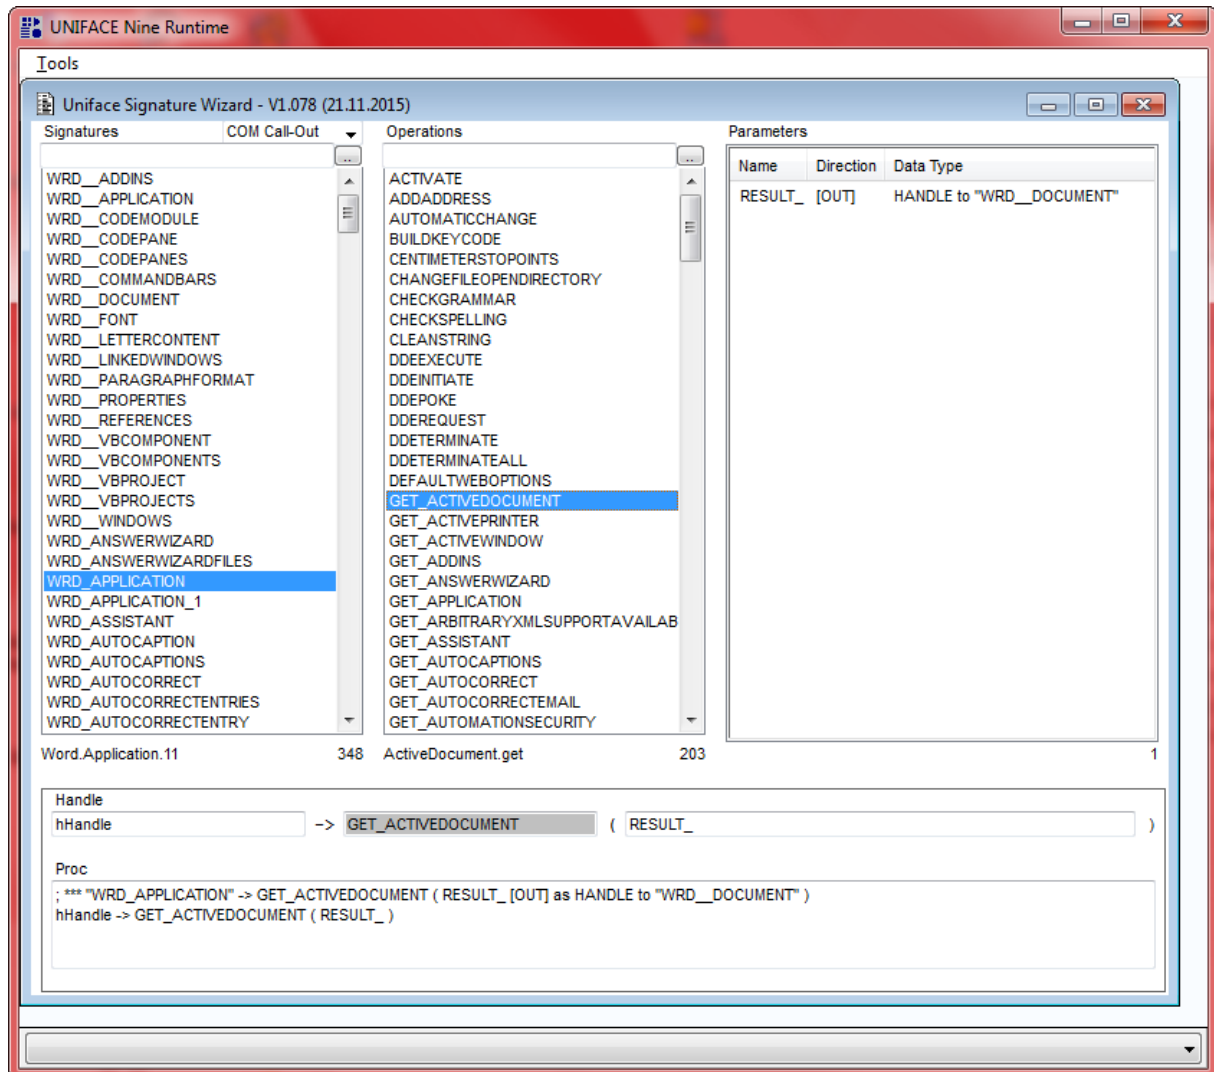 UNIFACE Nine Runtime
Tools
Uniface Signature Wizard - V1.078 (21.11.2015)
Signatures COM Call-Out
..
WRD__ADDINS
WRD__APPLICATION
WRD__CODEMODULE
WRD__CODEPANE
WRD__CODEPANES
WRD__COMMANDBARS
WRD__DOCUMENT
WRD__FONT
WRD__LETTERCONTENT
WRD__LINKEDWINDOWS
WRD__PARAGRAPHFORMAT
WRD__PROPERTIES
WRD__REFERENCES
WRD__VBCOMPONENT
WRD__VBCOMPONENTS
WRD__VBPROJECT
WRD__VBPROJECTS
WRD__WINDOWS
WRD_ANSWERWIZARD
WRD_ANSWERWIZARDFILES
WRD_APPLICATION
WRD_APPLICATION_1
WRD_ASSISTANT
WRD_AUTOCAPTION
WRD_AUTOCAPTIONS
WRD_AUTOCORRECT
WRD_AUTOCORRECTENTRIES
WRD_AUTOCORRECTENTRY
Word.Application.11 348
Operations
..
ACTIVATE
ADDADDRESS
AUTOMATICCHANGE
BUILDKEYCODE
CENTIMETERSTOPOINTS
CHANGEFILEOPENDIRECTORY
CHECKGRAMMAR
CHECKSPELLING
CLEANSTRING
DDEEXECUTE
DDEINITIATE
DDEPOKE
DDEREQUEST
DDETERMINATE
DDETERMINATEALL
DEFAULTWEBOPTIONS
GET_ACTIVEDOCUMENT
GET_ACTIVEPRINTER
GET_ACTIVEWINDOW
GET_ADDINS
GET_ANSWERWIZARD
GET_APPLICATION
GET_ARBITRARYXMLSUPPORTAVAILAB
GET_ASSISTANT
GET_AUTOCAPTIONS
GET_AUTOCORRECT
GET_AUTOCORRECTEMAIL
GET_AUTOMATIONSECURITY
ActiveDocument.get 203
Parameters
Name Direction Data Type
RESULT_ [OUT] HANDLE to "WRD__DOCUMENT"
1
Handle
hHandle -> GET_ACTIVEDOCUMENT ( RESULT_ )
Proc
; *** "WRD_APPLICATION" -> GET_ACTIVEDOCUMENT ( RESULT_ [OUT] as HANDLE to "WRD__DOCUMENT" )
hHandle -> GET_ACTIVEDOCUMENT ( RESULT_ )